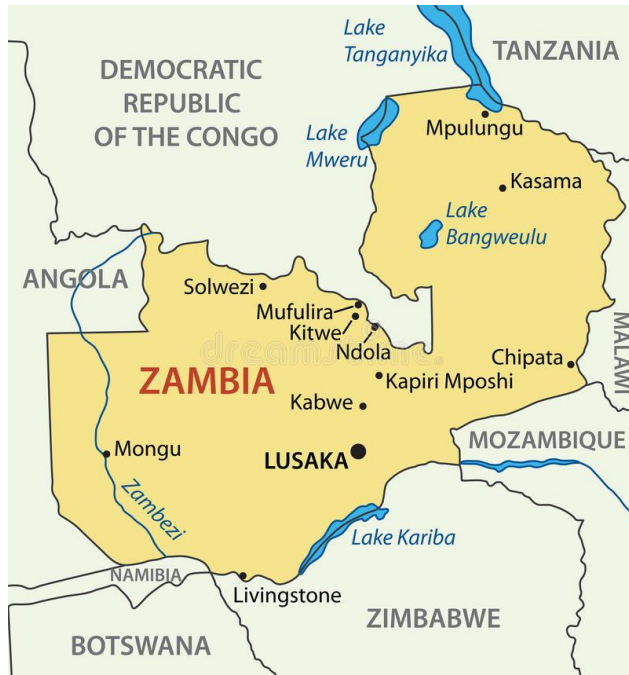 Lake
Tanganyika
TANZANIA
DEMOCRATIC
REPUBLIC
OF THE CONGO
Mpulungu
Lake
Mweru
Kasama
Lake
Bangweulu
ANGOLA
Solwezi
Mufulira
Kitwe
Ndola
dreamstime
MALAWI
Chipata
ZAMBIA
Kapiri Mposhi
Kabwe
MOZAMBIQUE
Mongu
LUSAKA
Zambezi
Lake Kariba
NAMIBIA
Livingstone
ZIMBABWE
BOTSWANA